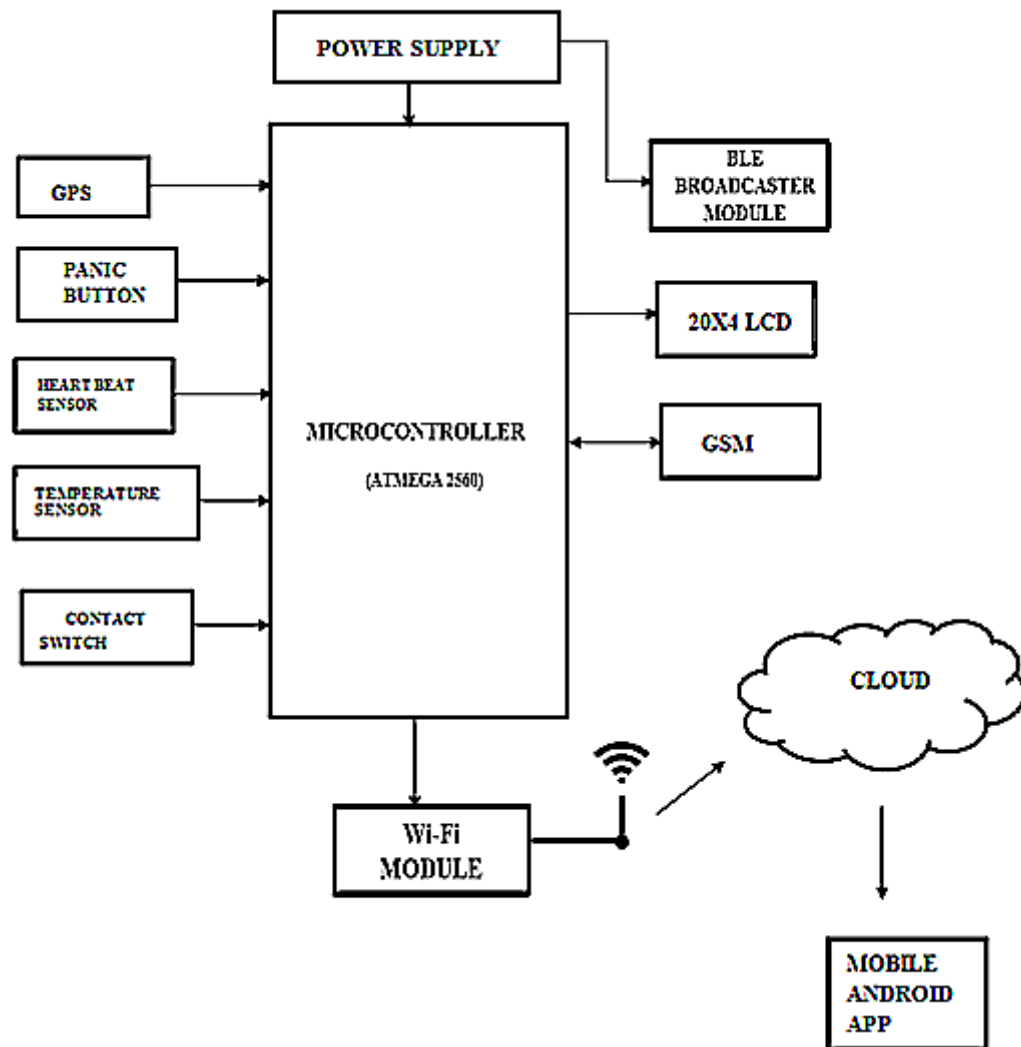 POWER SUPPLY
BLE
BROADCASTER
MODULE
GPS
PANIC
BUTTON
20X4 LCD
HEART BEAT
SENSOR
MICROCONTROLLER
(ATMEGA 2560)
GSM
TEMPERATURE
SENSOR
CONTACT
SWITCH
CLOUD
Wi-Fi
MODULE
MOBILE
ANDROID
APP